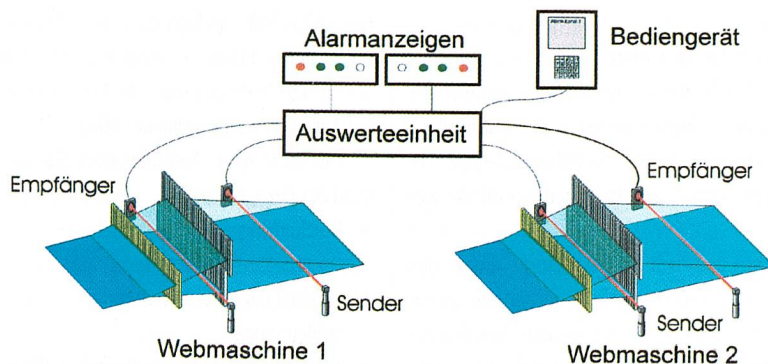 Alarmanzeigen
Bediengerät
Auswerteeinheit
Empfänger
Empfänger
Sender
Sender
Webmaschine 1
Webmaschine 2